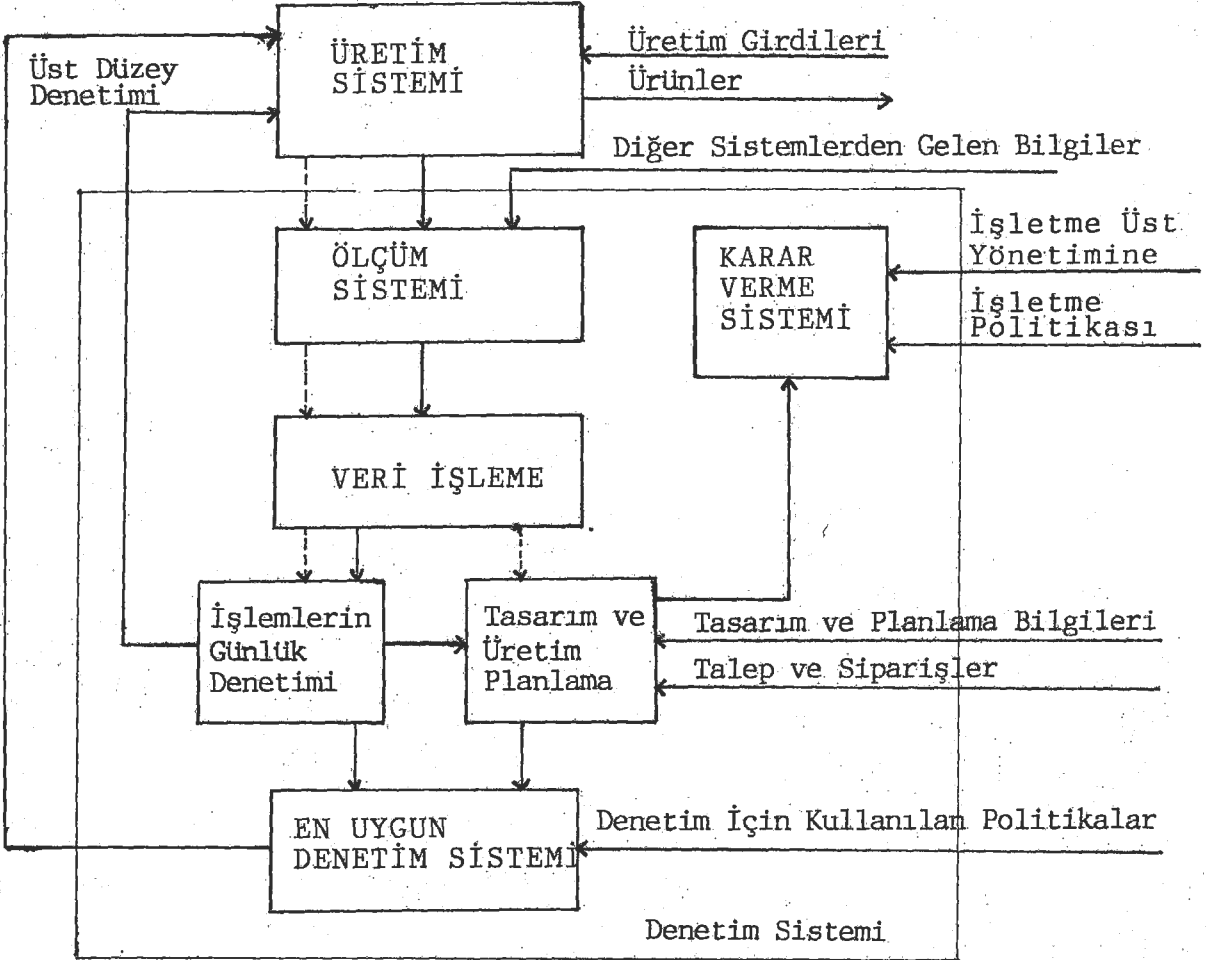 Üst Düzey
Denetimi
ÜRETİM
SİSTEMİ
Üretim Girdileri
Ürünler
Diğer Sistemlerden Gelen Bilgiler
ÖLÇÜM
SİSTEMİ
KARAR
VERME
SİSTEMİ
İşletme Üst
Yönetimine
İşletme
Politikası
VERİ İŞLEME
İşlemlerin
Günlük
Denetimi
Tasarım ve
Üretim
Planlama
Tasarım ve Planlama Bilgileri
Talep ve Siparişler
EN UYGUN
DENETİM SİSTEMİ
Denetim İçin Kullanılan Politikalar
Denetim Sistemi